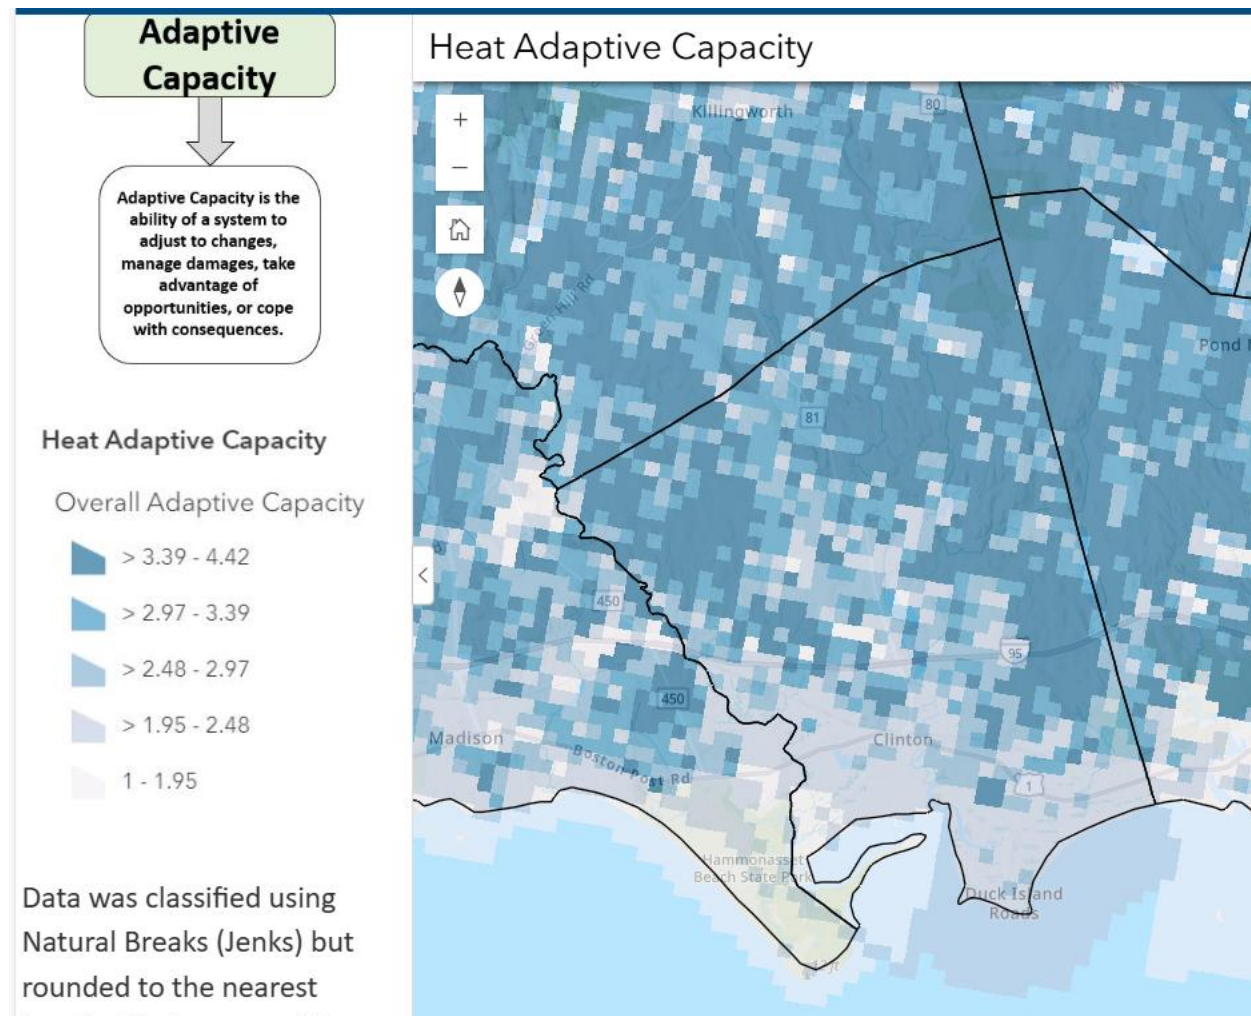 Adaptive
Capacity
Adaptive Capacity is the
ability of a system to
adjust to changes,
manage damages, take
advantage of
opportunities, or cope
with consequences.
Heat Adaptive Capacity
Overall Adaptive Capacity
> 3.39 - 4.42
> 2.97 - 3.39
> 2.48 - 2.97
> 1.95 - 2.48
1 - 1.95
Data was classified using
Natural Breaks (Jenks) but
rounded to the nearest
Heat Adaptive Capacity
+
−
Killingworth
80
Green Hill Rd
Pond
81
450
95
450
Madison
Clinton
Boston Post Rd
1
Hammonasset
Beach State Park
Duck Island
Roads